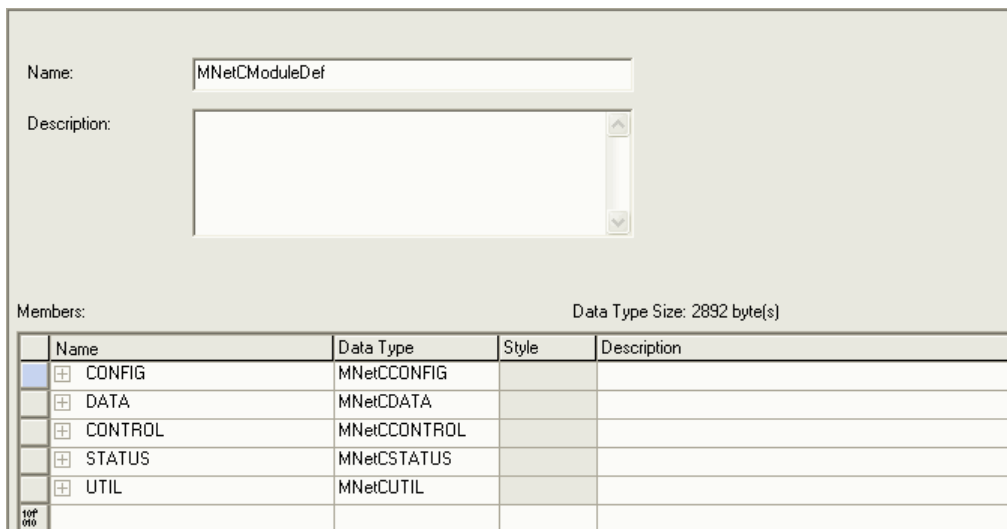 Name: MNetCModuleDef
Description:
Members: Data Type Size: 2892 byte(s)
Name Data Type Style Description
CONFIG MNetCCONFIG
DATA MNetCDATA
CONTROL MNetCCONTROL
STATUS MNetCSTATUS
UTIL MNetCUTIL